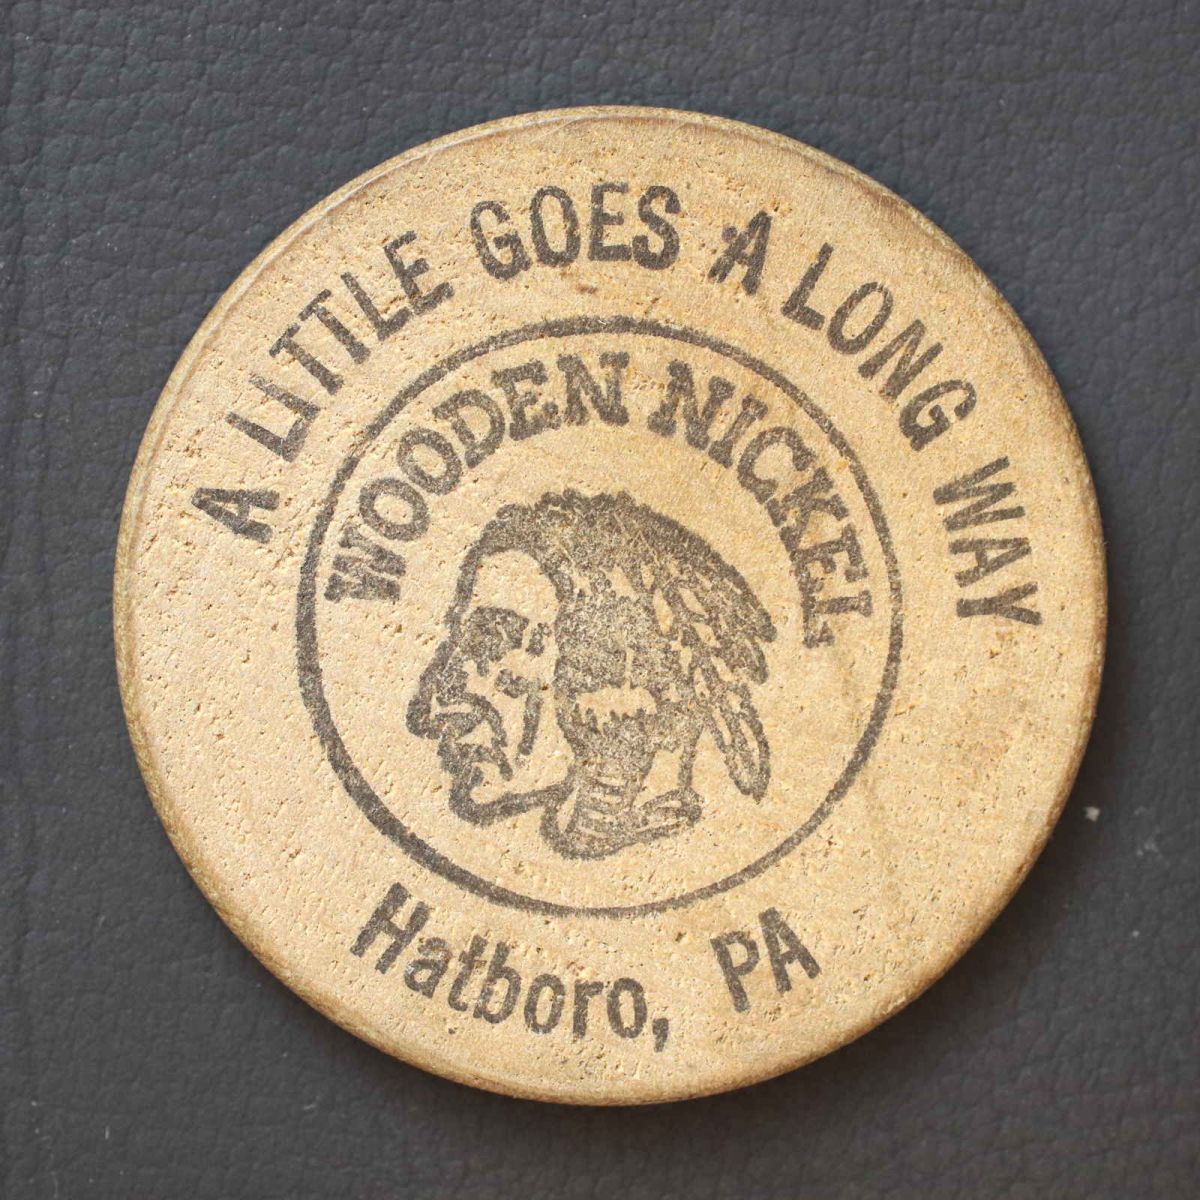 A LITTLE GOES A LONG WAY
WOODEN NICKEL
Hatboro, PA